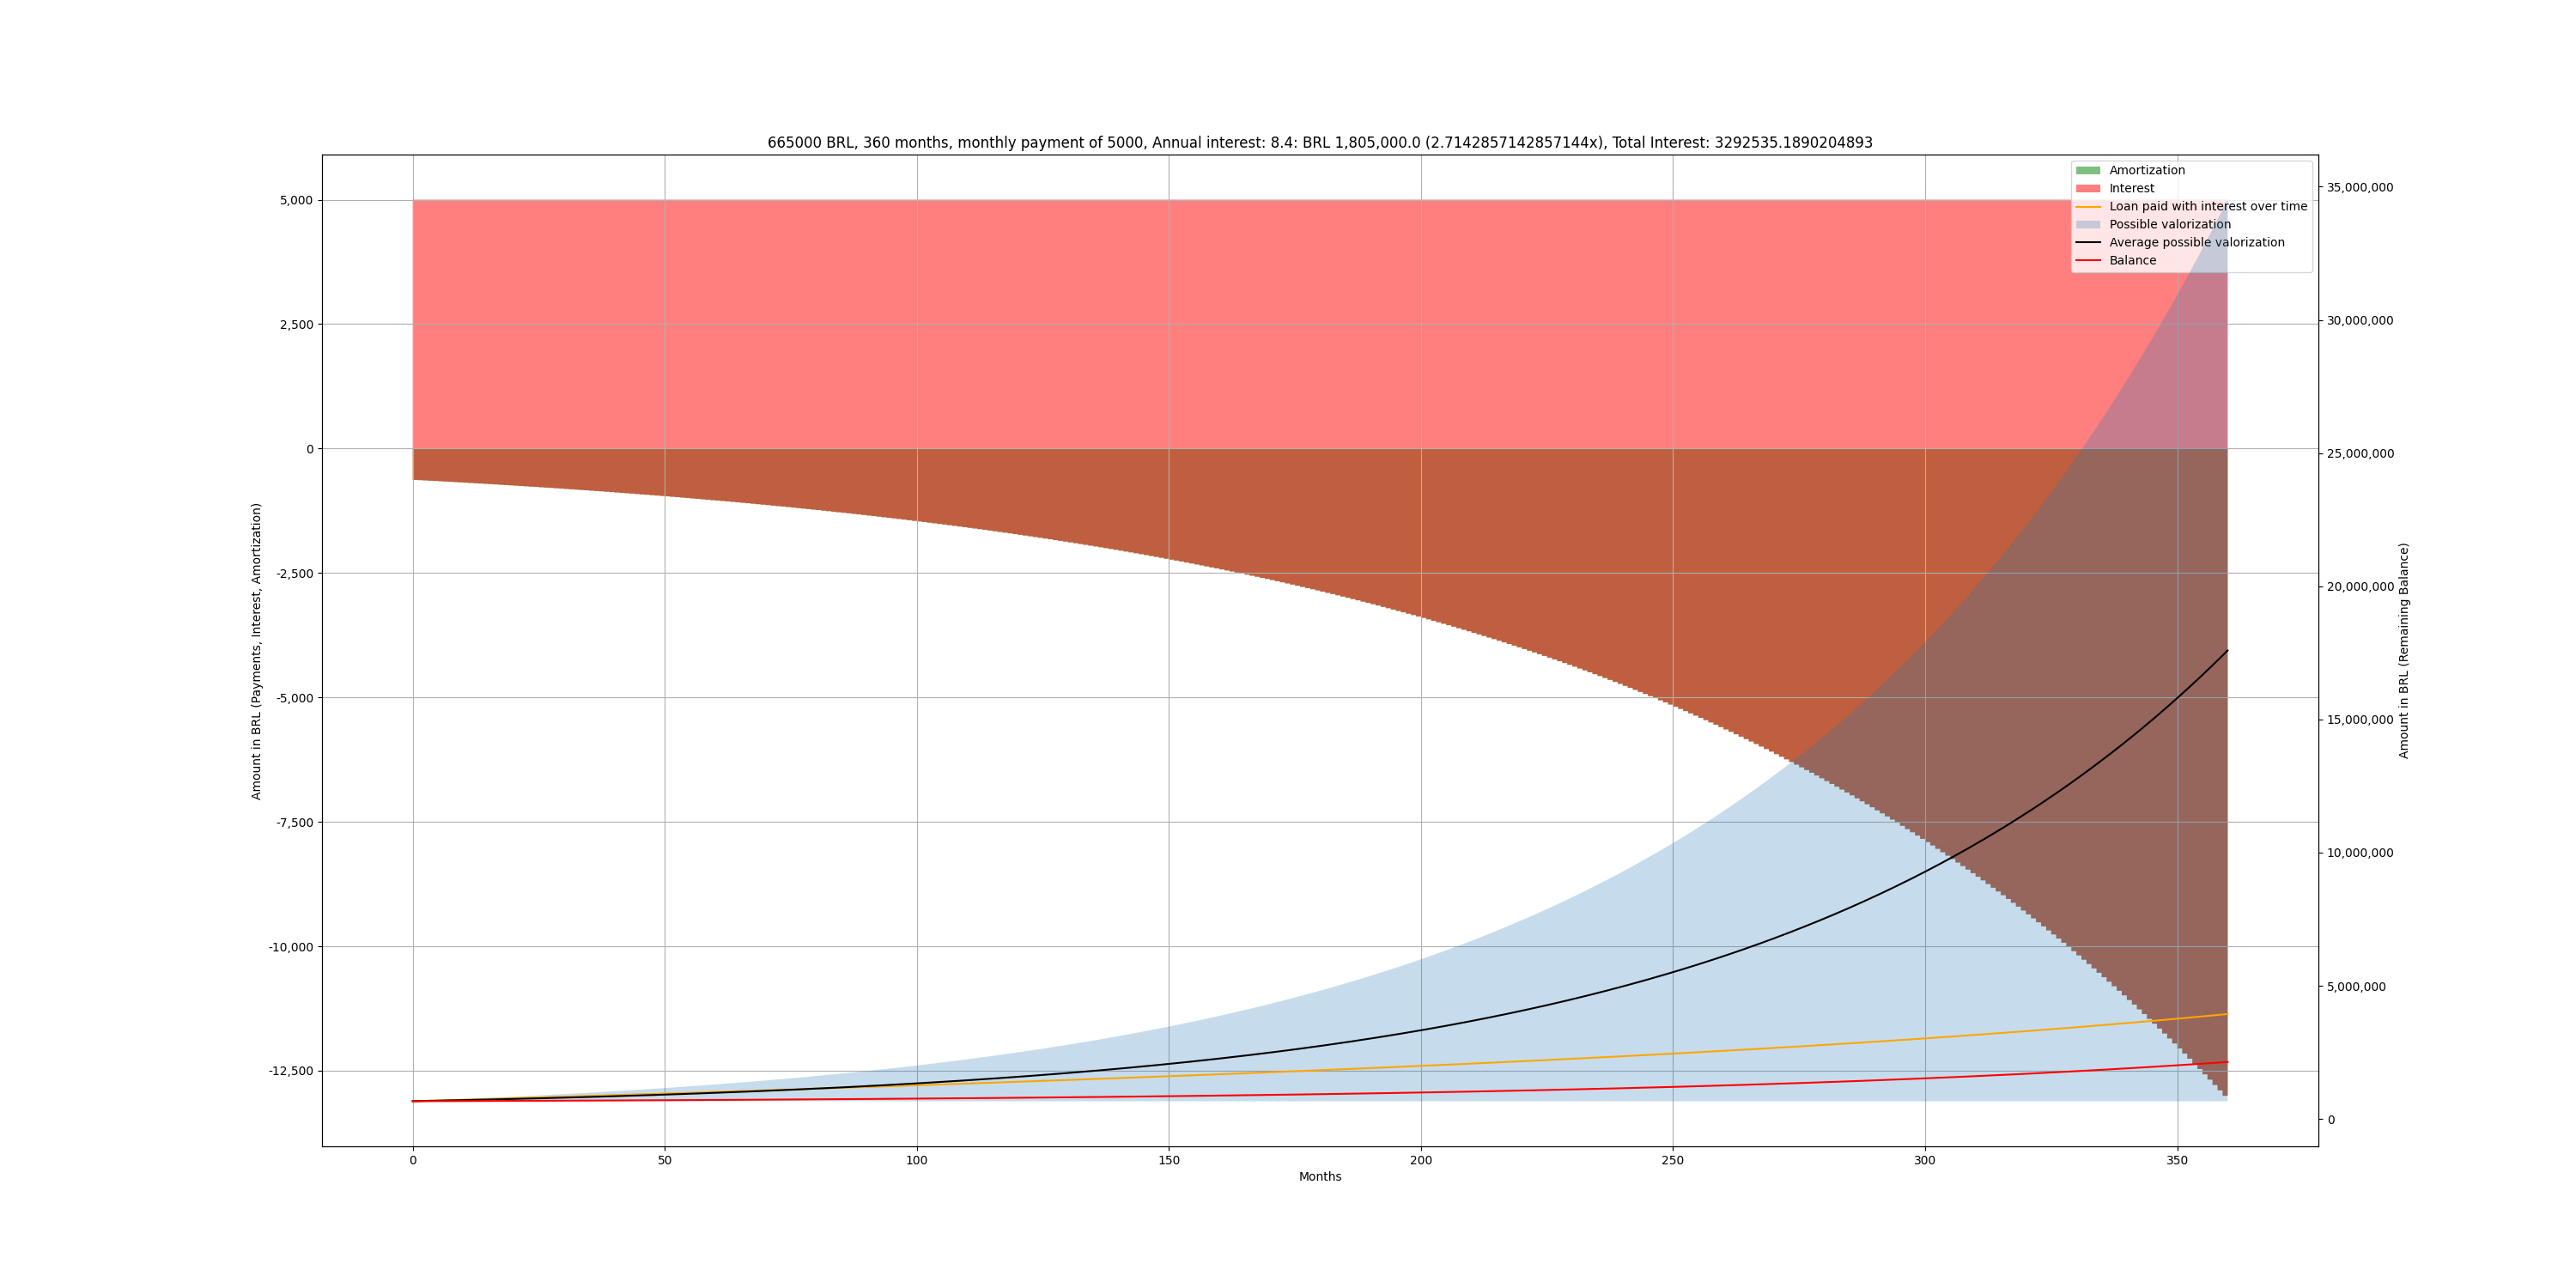 665000 BRL, 360 months, monthly payment of 5000, Annual interest: 8.4: BRL 1,805,000.0 (2.7142857142857144x), Total Interest: 3292535.1890204893
Amortization
Interest
Loan paid with interest over time
Possible valorization
Average possible valorization
Balance
5,000
2,500
0
-2,500
-5,000
-7,500
-10,000
-12,500
Amount in BRL (Payments, Interest, Amortization)
35,000,000
30,000,000
25,000,000
20,000,000
15,000,000
10,000,000
5,000,000
0
Amount in BRL (Remaining Balance)
0 50 100 150 200 250 300 350
Months